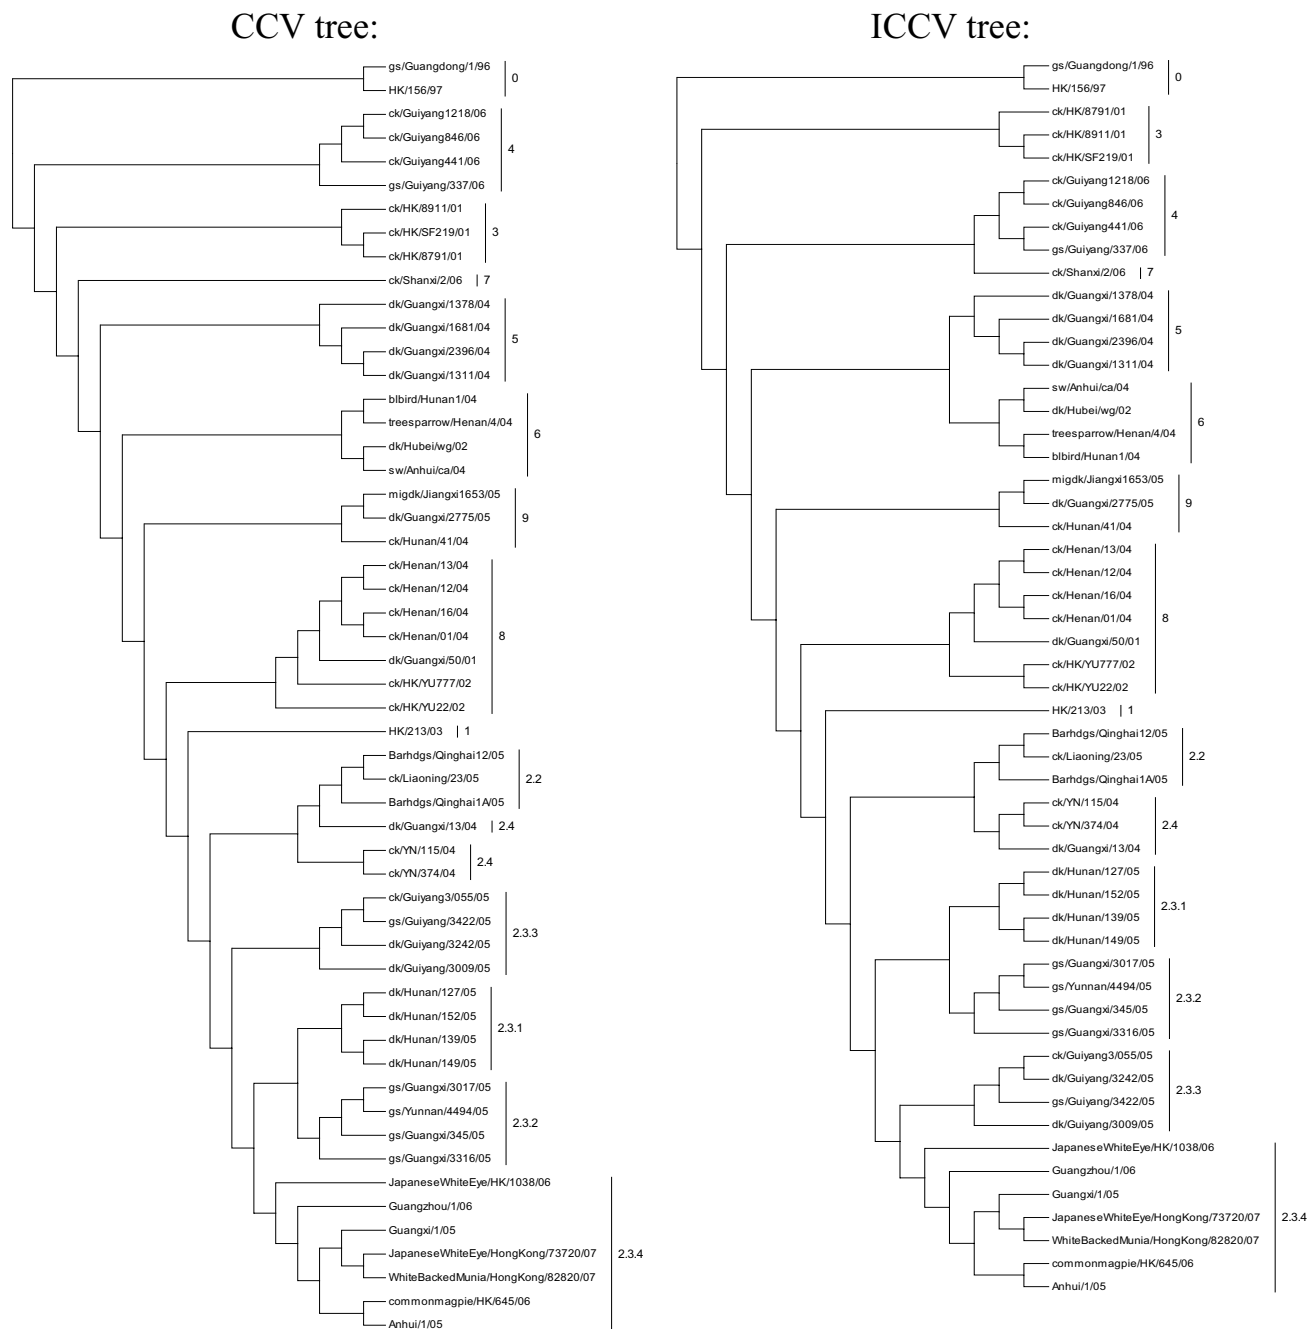 CCV tree:
gs/Guangdong/1/96
HK/156/97
0
ck/Guiyang1218/06
ck/Guiyang846/06
ck/Guiyang441/06
gs/Guiyang/337/06
4
ck/HK/8911/01
ck/HK/SF219/01
ck/HK/8791/01
3
ck/Shanxi/2/06
7
dk/Guangxi/1378/04
dk/Guangxi/1681/04
dk/Guangxi/2396/04
dk/Guangxi/1311/04
5
blbird/Hunan1/04
treesparrow/Henan/4/04
dk/Hubei/wg/02
sw/Anhui/ca/04
6
migdk/Jiangxi1653/05
dk/Guangxi/2775/05
ck/Hunan/41/04
9
ck/Henan/13/04
ck/Henan/12/04
ck/Henan/16/04
ck/Henan/01/04
dk/Guangxi/50/01
ck/HK/YU777/02
ck/HK/YU22/02
8
HK/213/03
1
Barhdgs/Qinghai12/05
ck/Liaoning/23/05
Barhdgs/Qinghai1A/05
2.2
dk/Guangxi/13/04
2.4
ck/YN/115/04
ck/YN/374/04
2.4
ck/Guiyang3/055/05
gs/Guiyang/3422/05
dk/Guiyang/3242/05
dk/Guiyang/3009/05
2.3.3
dk/Hunan/127/05
dk/Hunan/152/05
dk/Hunan/139/05
dk/Hunan/149/05
2.3.1
gs/Guangxi/3017/05
gs/Yunnan/4494/05
gs/Guangxi/345/05
gs/Guangxi/3316/05
2.3.2
JapaneseWhiteEye/HK/1038/06
Guangzhou/1/06
Guangxi/1/05
JapaneseWhiteEye/HongKong/73720/07
WhiteBackedMunia/HongKong/82820/07
commonmagpie/HK/645/06
Anhui/1/05
2.3.4
ICCV tree:
gs/Guangdong/1/96
HK/156/97
0
ck/HK/8791/01
ck/HK/8911/01
ck/HK/SF219/01
3
ck/Guiyang1218/06
ck/Guiyang846/06
ck/Guiyang441/06
gs/Guiyang/337/06
4
ck/Shanxi/2/06
7
dk/Guangxi/1378/04
dk/Guangxi/1681/04
dk/Guangxi/2396/04
dk/Guangxi/1311/04
5
sw/Anhui/ca/04
dk/Hubei/wg/02
treesparrow/Henan/4/04
blbird/Hunan1/04
6
migdk/Jiangxi1653/05
dk/Guangxi/2775/05
ck/Hunan/41/04
9
ck/Henan/13/04
ck/Henan/12/04
ck/Henan/16/04
ck/Henan/01/04
dk/Guangxi/50/01
ck/HK/YU777/02
ck/HK/YU22/02
8
HK/213/03
1
Barhdgs/Qinghai12/05
ck/Liaoning/23/05
Barhdgs/Qinghai1A/05
2.2
ck/YN/115/04
ck/YN/374/04
dk/Guangxi/13/04
2.4
dk/Hunan/127/05
dk/Hunan/152/05
dk/Hunan/139/05
dk/Hunan/149/05
2.3.1
gs/Guangxi/3017/05
gs/Yunnan/4494/05
gs/Guangxi/345/05
gs/Guangxi/3316/05
2.3.2
ck/Guiyang3/055/05
dk/Guiyang/3242/05
gs/Guiyang/3422/05
dk/Guiyang/3009/05
2.3.3
JapaneseWhiteEye/HK/1038/06
Guangzhou/1/06
Guangxi/1/05
JapaneseWhiteEye/HongKong/73720/07
WhiteBackedMunia/HongKong/82820/07
commonmagpie/HK/645/06
Anhui/1/05
2.3.4